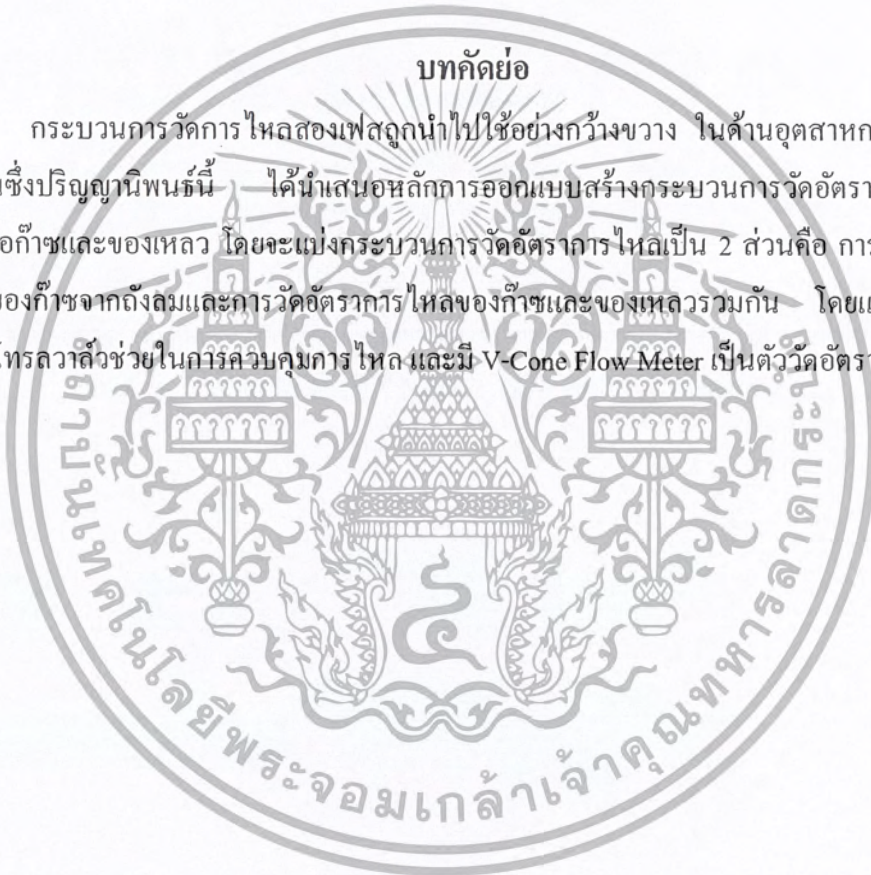 บทคัดย่อ
กระบวนการวัดการไหลสองเฟสถูกนำไปใช้อย่างกว้างขวาง ในด้านอุตสาหก
ซึ่งปริญญานิพนธ์นี้ ได้นำเสนอหลักการออกแบบสร้างกระบวนการวัดอัตรา
อก๊าซและของเหลว โดยจะแบ่งกระบวนการวัดอัตราการไหลเป็น 2 ส่วนคือ การ
ของก๊าซจากถังลมและการวัดอัตราการไหลของก๊าซและของเหลวรวมกัน โดยแ
โทรลวาล์วช่วยในการควบคุมการไหล และมี V-Cone Flow Meter เป็นตัววัดอัตรา
สถาบันเทคโนโลยีพระจอมเกล้าเจ้าคุณทหารลาดกระบัง